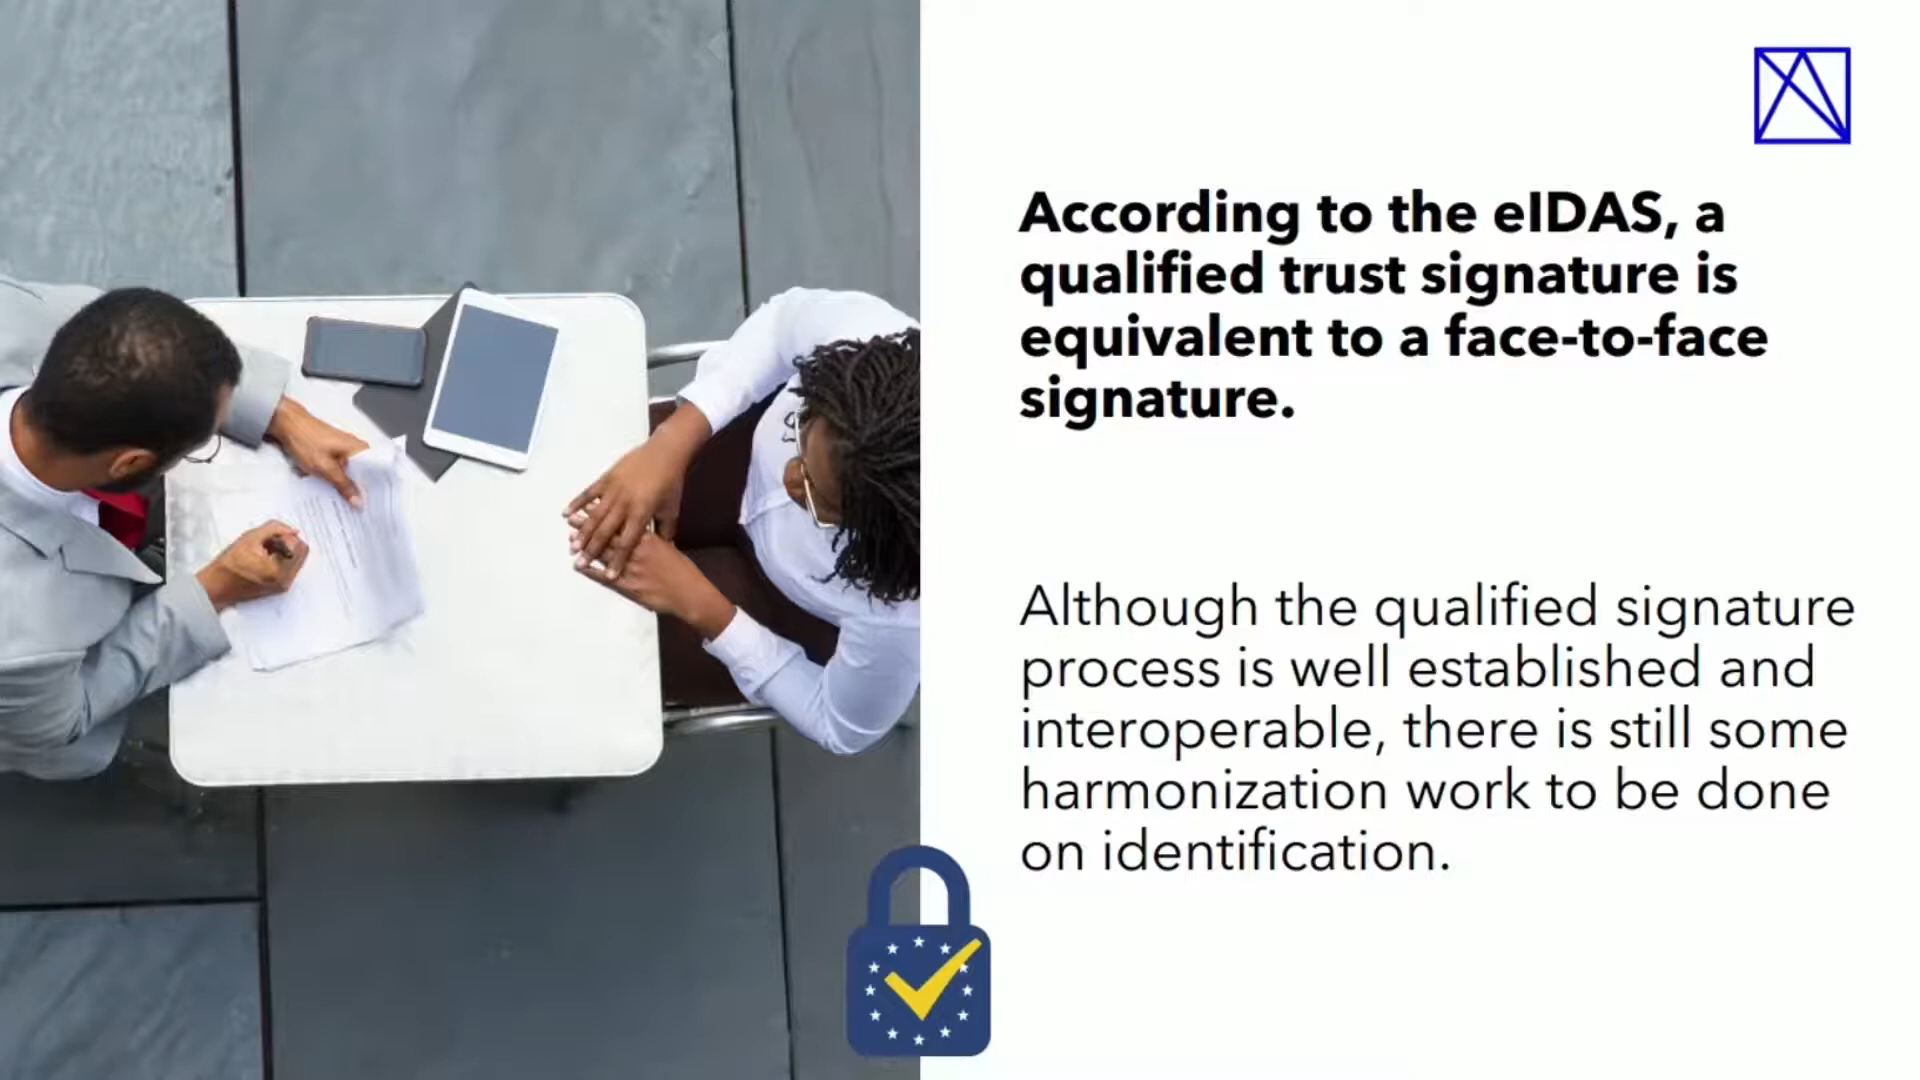 According to the eIDAS, a
qualified trust signature is
equivalent to a face-to-face
signature.
Although the qualified signature
process is well established and
interoperable, there is still some
harmonization work to be done
on identification.